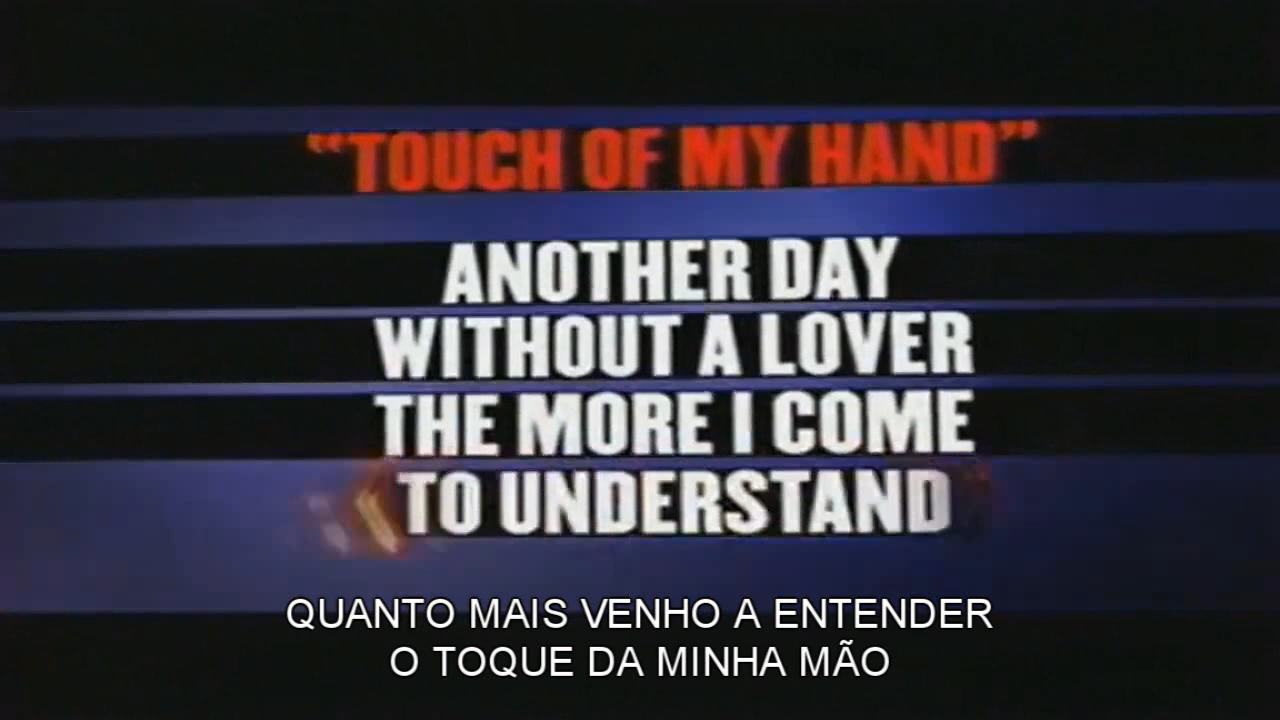 "TOUCH OF MY HAND"
ANOTHER DAY
WITHOUT A LOVER
THE MORE I COME
TO UNDERSTAND
QUANTO MAIS VENHO A ENTENDER
O TOQUE DA MINHA MÃO